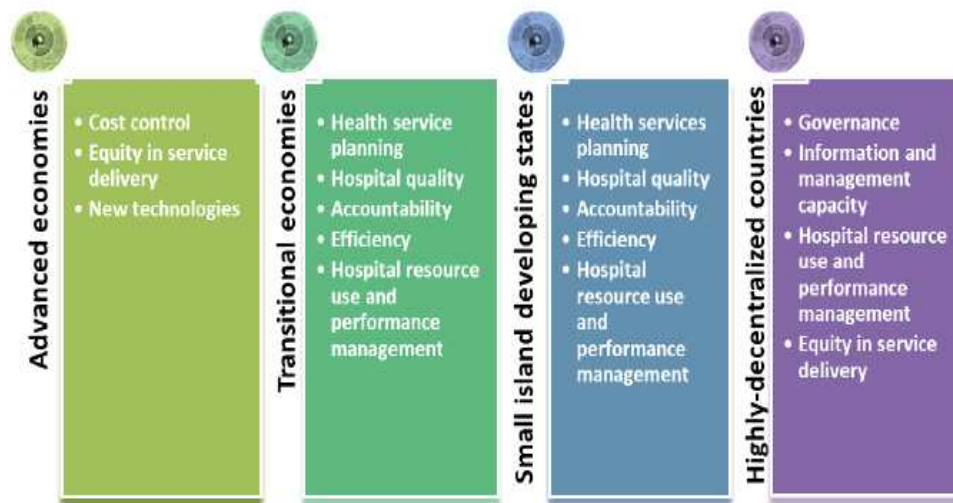 Advanced economies
• Cost control
• Equity in service
delivery
• New technologies
Transitional economies
• Health service
planning
• Hospital quality
• Accountability
• Efficiency
• Hospital resource
use and
performance
management
Small island developing states
• Health services
planning
• Hospital quality
• Accountability
• Efficiency
• Hospital
resource use
and
performance
management
Highly-decentralized countries
• Governance
• Information and
management
capacity
• Hospital resource
use and
performance
management
• Equity in service
delivery